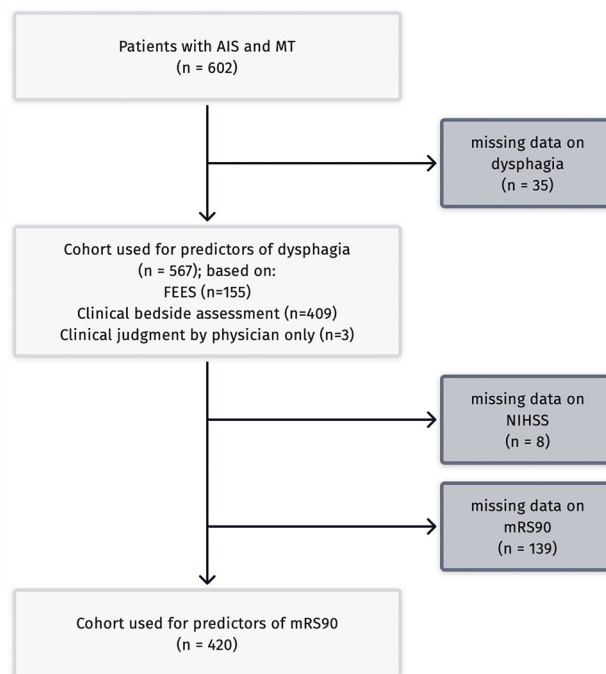 Patients with AIS and MT
(n = 602)
missing data on
dysphagia
(n = 35)
Cohort used for predictors of dysphagia
(n = 567); based on:
FEES (n=155)
Clinical bedside assessment (n=409)
Clinical judgment by physician only (n=3)
missing data on
NIHSS
(n = 8)
missing data on
mRS90
(n = 139)
Cohort used for predictors of mRS90
(n = 420)